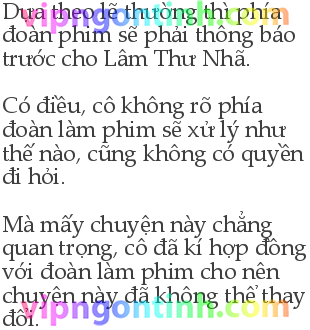 Dựa theo lẽ thường thì phía
đoàn phim sẽ phải thông báo
trước cho Lâm Thư Nhã.
Có điều, cô không rõ phía
đoàn làm phim sẽ xử lý như
thế nào, cũng không có quyền
đi hỏi.
Mà mấy chuyện này chẳng
quan trọng, cô đã kí hợp đồng
với đoàn làm phim cho nên
chuyện này đã không thể thay
đổi.
vipngontinh.com
vipngontinh.com
vipngontinh.com